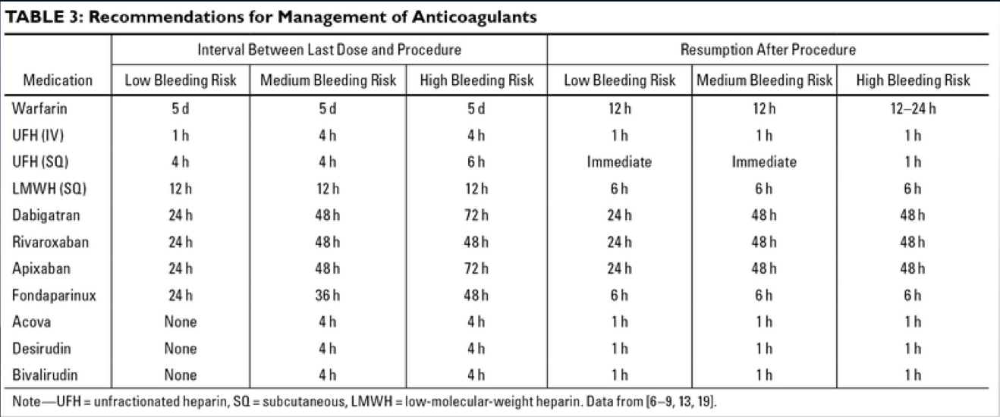 TABLE 3: Recommendations for Management of Anticoagulants
Interval Between Last Dose and Procedure Resumption After Procedure
Medication Low Bleeding Risk Medium Bleeding Risk High Bleeding Risk Low Bleeding Risk Medium Bleeding Risk High Bleeding Risk
Warfarin 5 d 5 d 5 d 12 h 12 h 12–24 h
UFH (IV) 1 h 4 h 4 h 1 h 1 h 1 h
UFH (SQ) 4 h 4 h 6 h Immediate Immediate 1 h
LMWH (SQ) 12 h 12 h 12 h 6 h 6 h 6 h
Dabigatran 24 h 48 h 72 h 24 h 48 h 48 h
Rivaroxaban 24 h 48 h 48 h 24 h 48 h 48 h
Apixaban 24 h 48 h 72 h 24 h 48 h 48 h
Fondaparinux 24 h 36 h 48 h 6 h 6 h 6 h
Acova None 4 h 4 h 1 h 1 h 1 h
Desirudin None 4 h 4 h 1 h 1 h 1 h
Bivalirudin None 4 h 4 h 1 h 1 h 1 h
Note—UFH = unfractionated heparin, SQ = subcutaneous, LMWH = low-molecular-weight heparin. Data from [6–9, 13, 19].